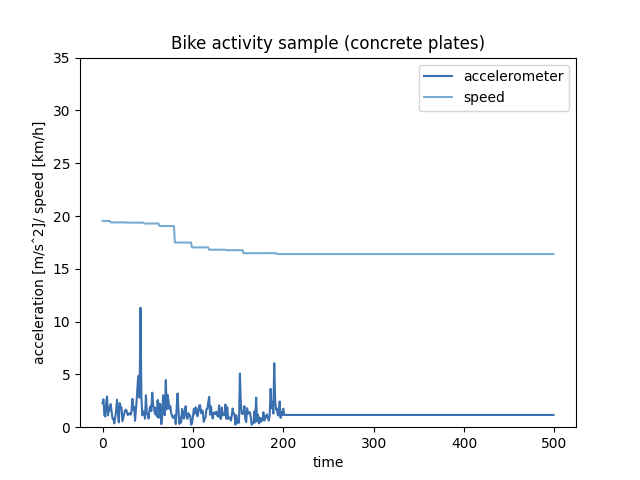 Bike activity sample (concrete plates)
accelerometer
speed
acceleration [m/sˆ2]/ speed [km/h]
35
30
25
20
15
10
5
0
0 100 200 300 400 500
time